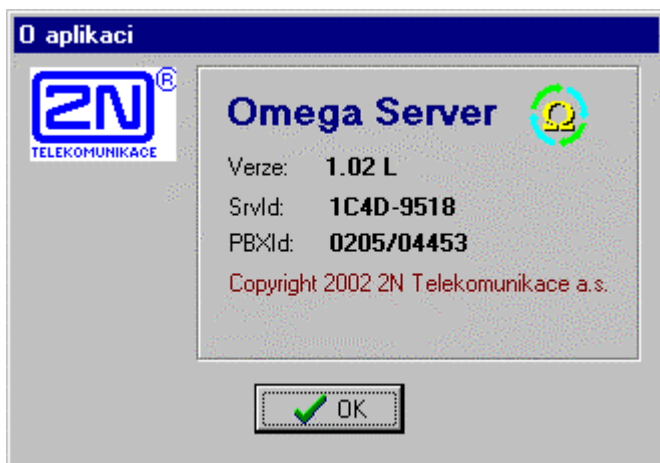 O aplikaci
2N ®
TELEKOMUNIKACE
Omega Server Ω
Verze: 1.02 L
SrvId: 1C4D-9518
PBXId: 0205/04453
Copyright 2002 2N Telekomunikace a.s.
OK